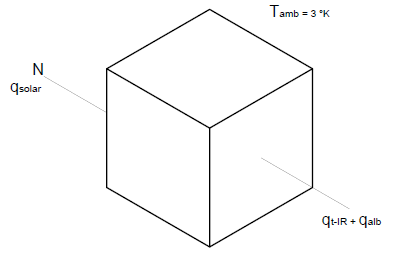 Tamb = 3 °K
N
qsolar
qt-IR + qalb